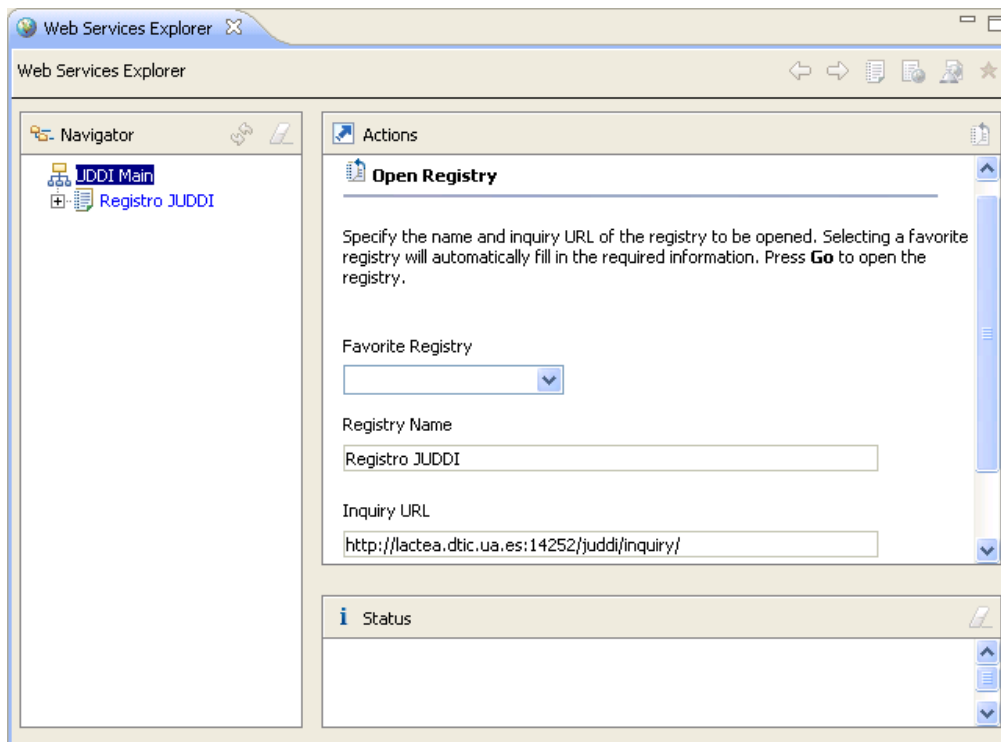 Web Services Explorer
Web Services Explorer
Navigator
UDDI Main
Registro JUDDI
Actions
Open Registry
Specify the name and inquiry URL of the registry to be opened. Selecting a favorite
registry will automatically fill in the required information. Press Go to open the
registry.
Favorite Registry
Registry Name
Registro JUDDI
Inquiry URL
http://lactea.dtic.ua.es:14252/juddi/inquiry/
Status